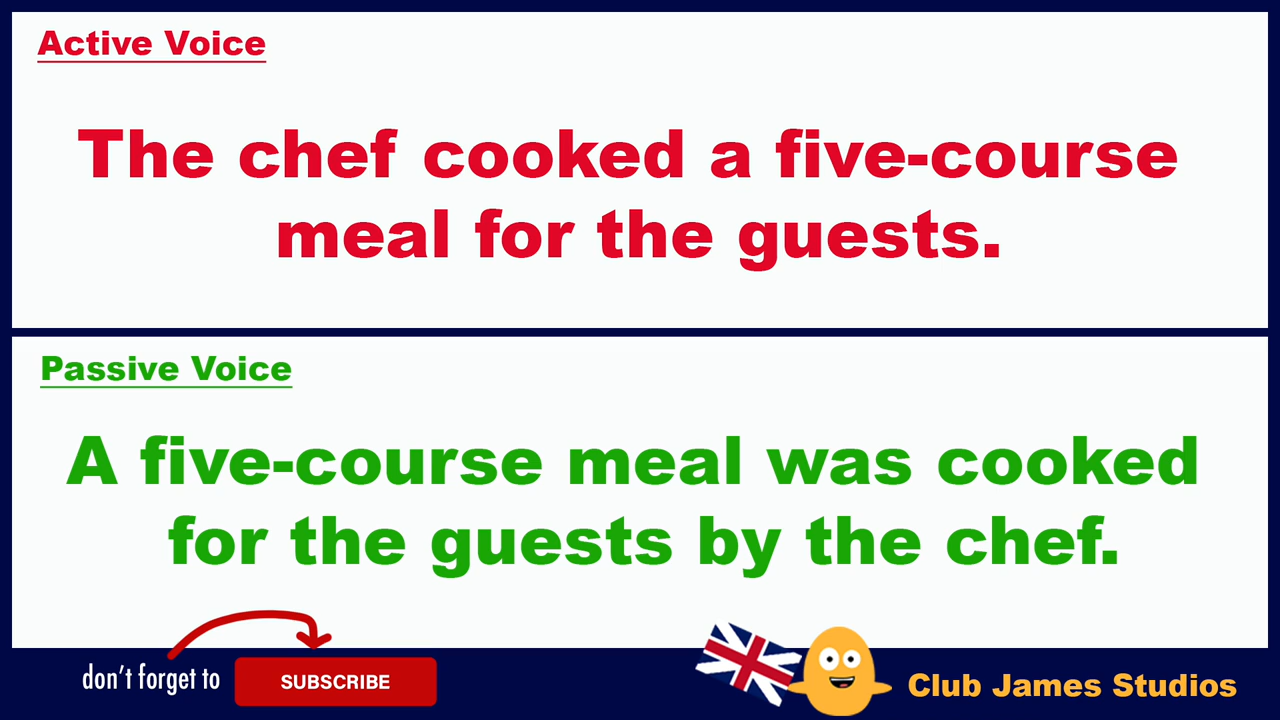 Active Voice
The chef cooked a five-course
meal for the guests.
Passive Voice
A five-course meal was cooked
for the guests by the chef.
don't forget to
SUBSCRIBE
Club James Studios